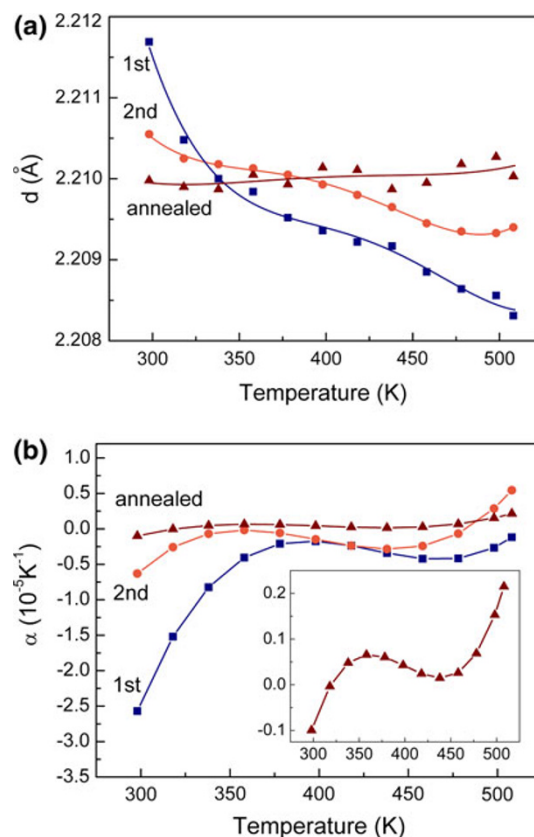 (a)
2.212
1st
2.211
2nd
d (Å)
2.210
annealed
2.209
2.208
300 350 400 450 500
Temperature (K)
(b)
1.0
0.5
annealed
0.0
-0.5
2nd
α (10⁻⁵K⁻¹)
-1.0
-1.5
-2.0
1st
-2.5
-3.0
-3.5
0.2
0.1
0.0
-0.1
300 350 400 450 500
300 350 400 450 500
Temperature (K)